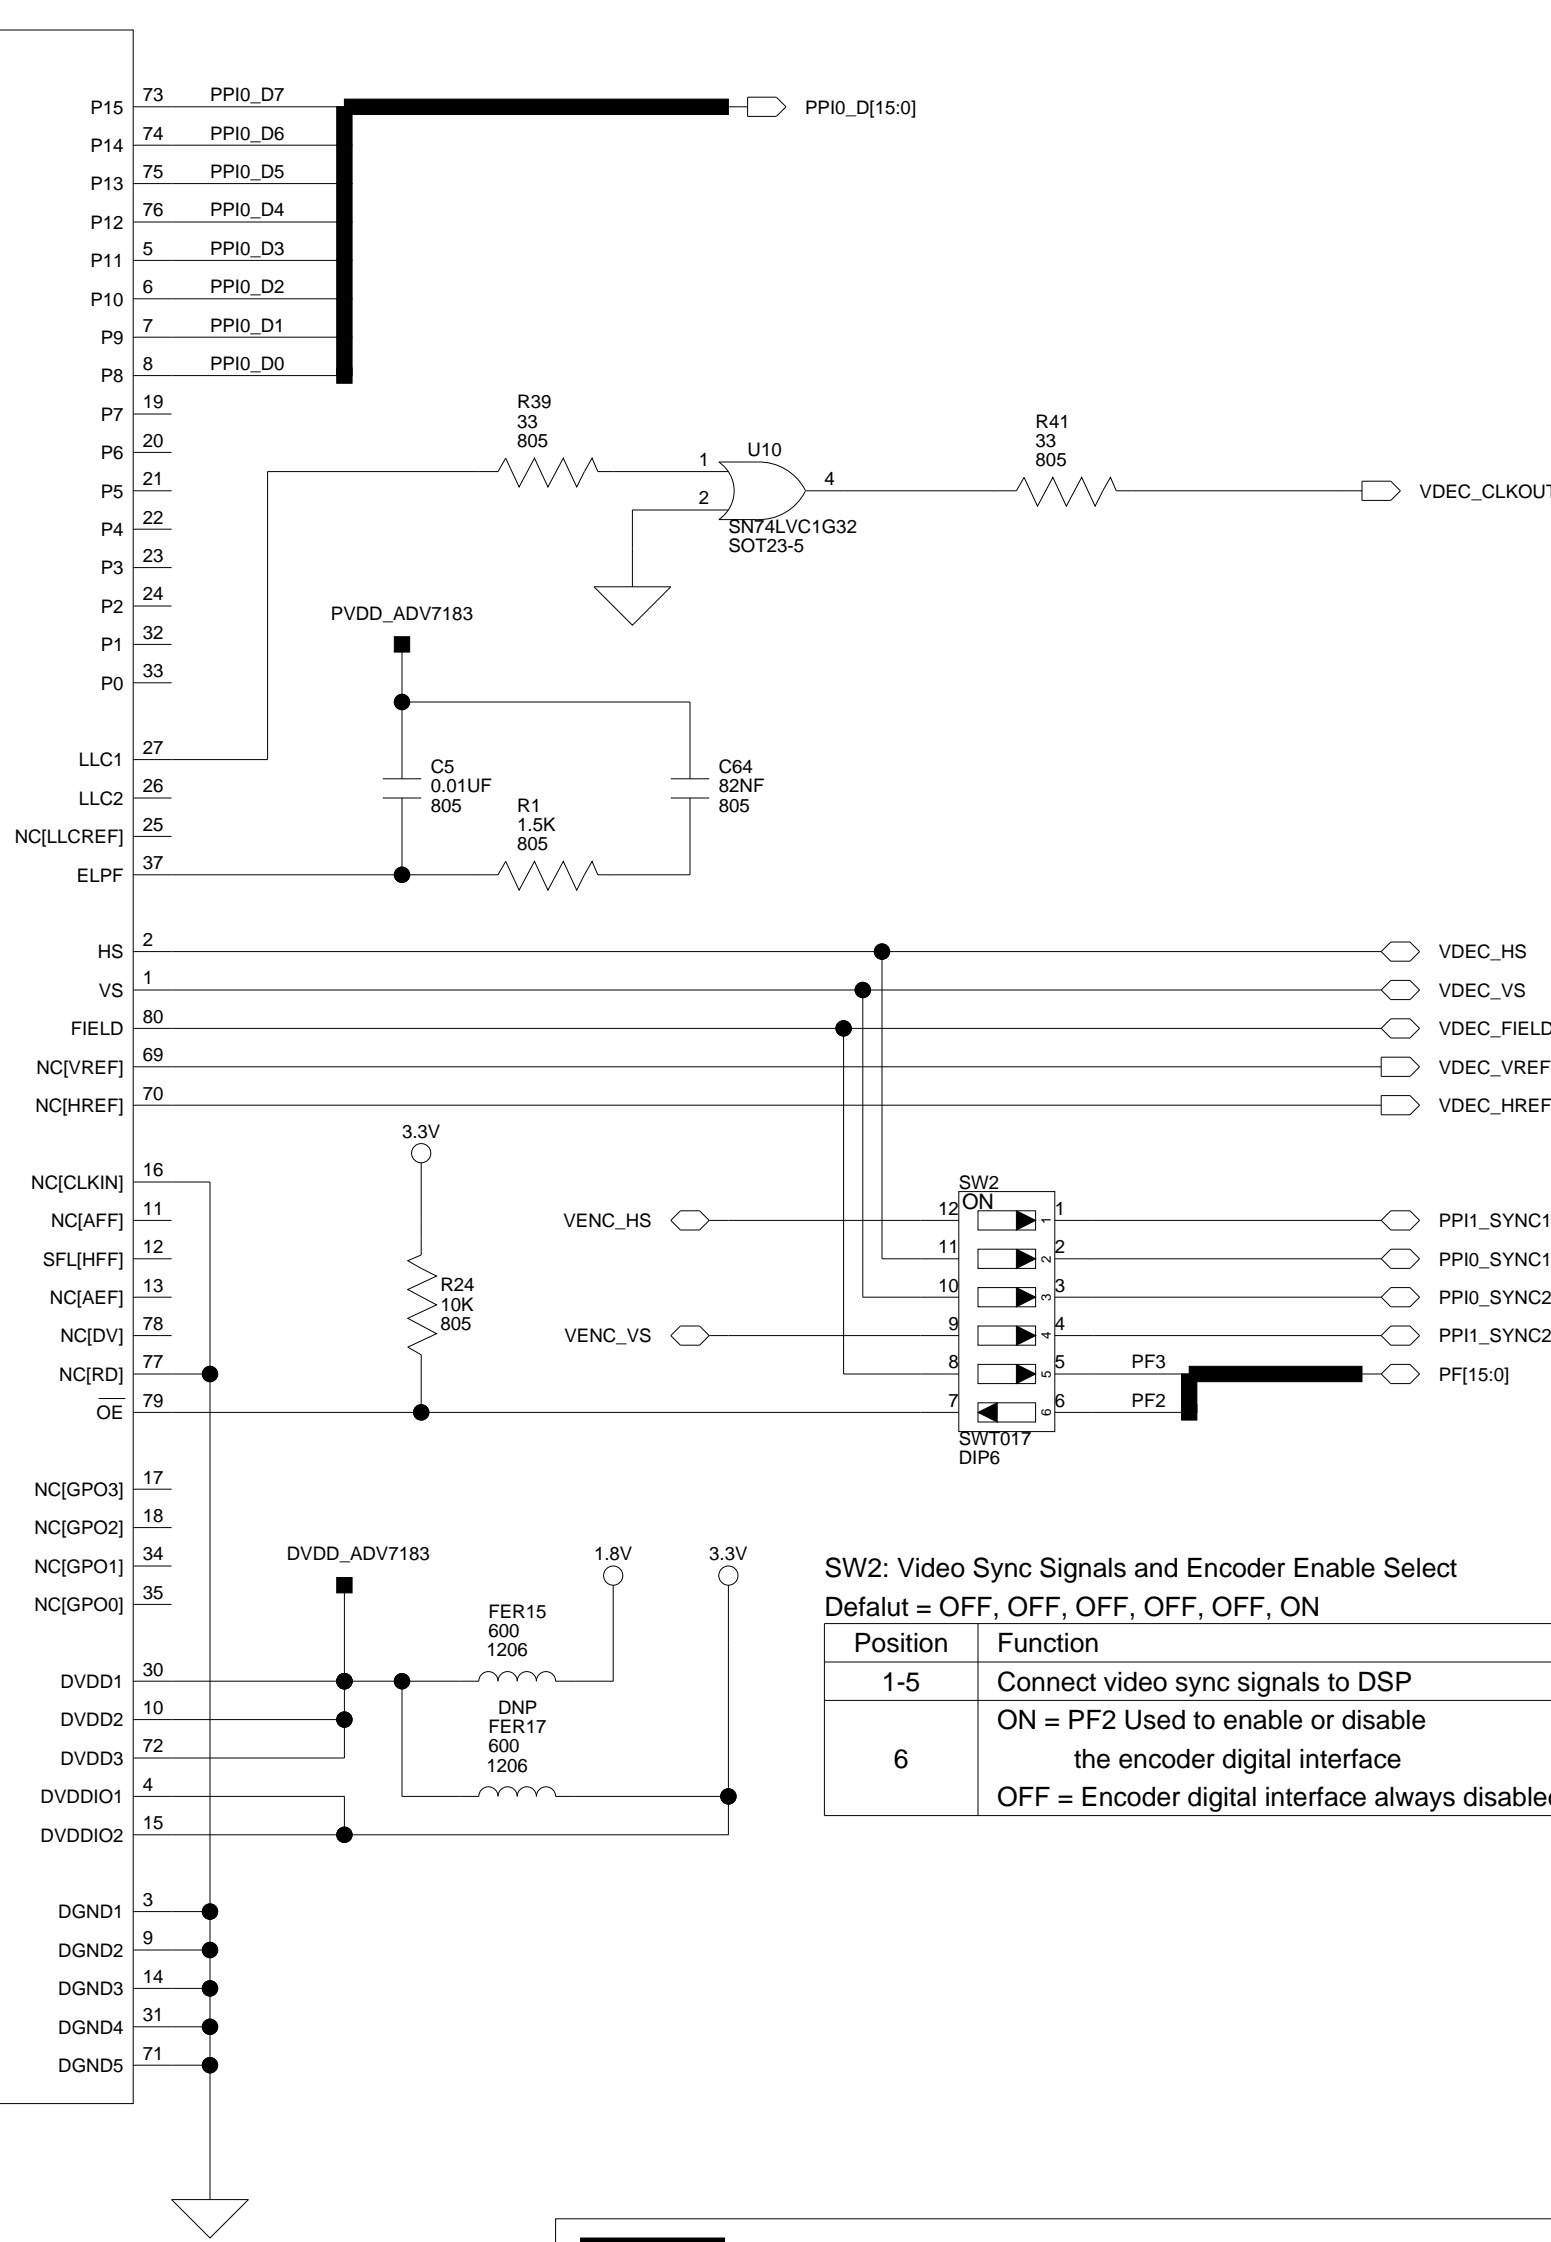 P15 73 PPI0_D7 PPI0_D[15:0]
P14 74 PPI0_D6
P13 75 PPI0_D5
P12 76 PPI0_D4
P11 5 PPI0_D3
P10 6 PPI0_D2
P9 7 PPI0_D1
P8 8 PPI0_D0
P7 19
P6 20
P5 21
P4 22
P3 23
P2 24
P1 32
P0 33
R39
33
805
1
2
U10
4
SN74LVC1G32
SOT23-5
R41
33
805
VDEC_CLKOUT
PVDD_ADV7183
LLC1 27
LLC2 26
NC[LLCREF] 25
ELPF 37
C5
0.01UF
805
R1
1.5K
805
C64
82NF
805
HS 2 VDEC_HS
VS 1 VDEC_VS
FIELD 80 VDEC_FIELD
NC[VREF] 69 VDEC_VREF
NC[HREF] 70 VDEC_HREF
3.3V
NC[CLKIN] 16
NC[AFF] 11
SFL[HFF] 12
NC[AEF] 13
NC[DV] 78
NC[RD] 77
OE 79
R24
10K
805
SW2
ON
VENC_HS 12 1 1 PPI1_SYNC1
11 2 2 PPI0_SYNC1
10 3 3 PPI0_SYNC2
VENC_VS 9 4 4 PPI1_SYNC2
8 5 5 PF3 PF[15:0]
7 6 6 PF2
SWT017
DIP6
NC[GPO3] 17
NC[GPO2] 18
NC[GPO1] 34
NC[GPO0] 35
DVDD_ADV7183
1.8V
3.3V
FER15
600
1206
DNP
FER17
600
1206
DVDD1 30
DVDD2 10
DVDD3 72
DVDDIO1 4
DVDDIO2 15
SW2: Video Sync Signals and Encoder Enable Select
Defalut = OFF, OFF, OFF, OFF, OFF, ON
Position Function
1-5 Connect video sync signals to DSP
6
ON = PF2 Used to enable or disable
the encoder digital interface
OFF = Encoder digital interface always disabled
DGND1 3
DGND2 9
DGND3 14
DGND4 31
DGND5 71